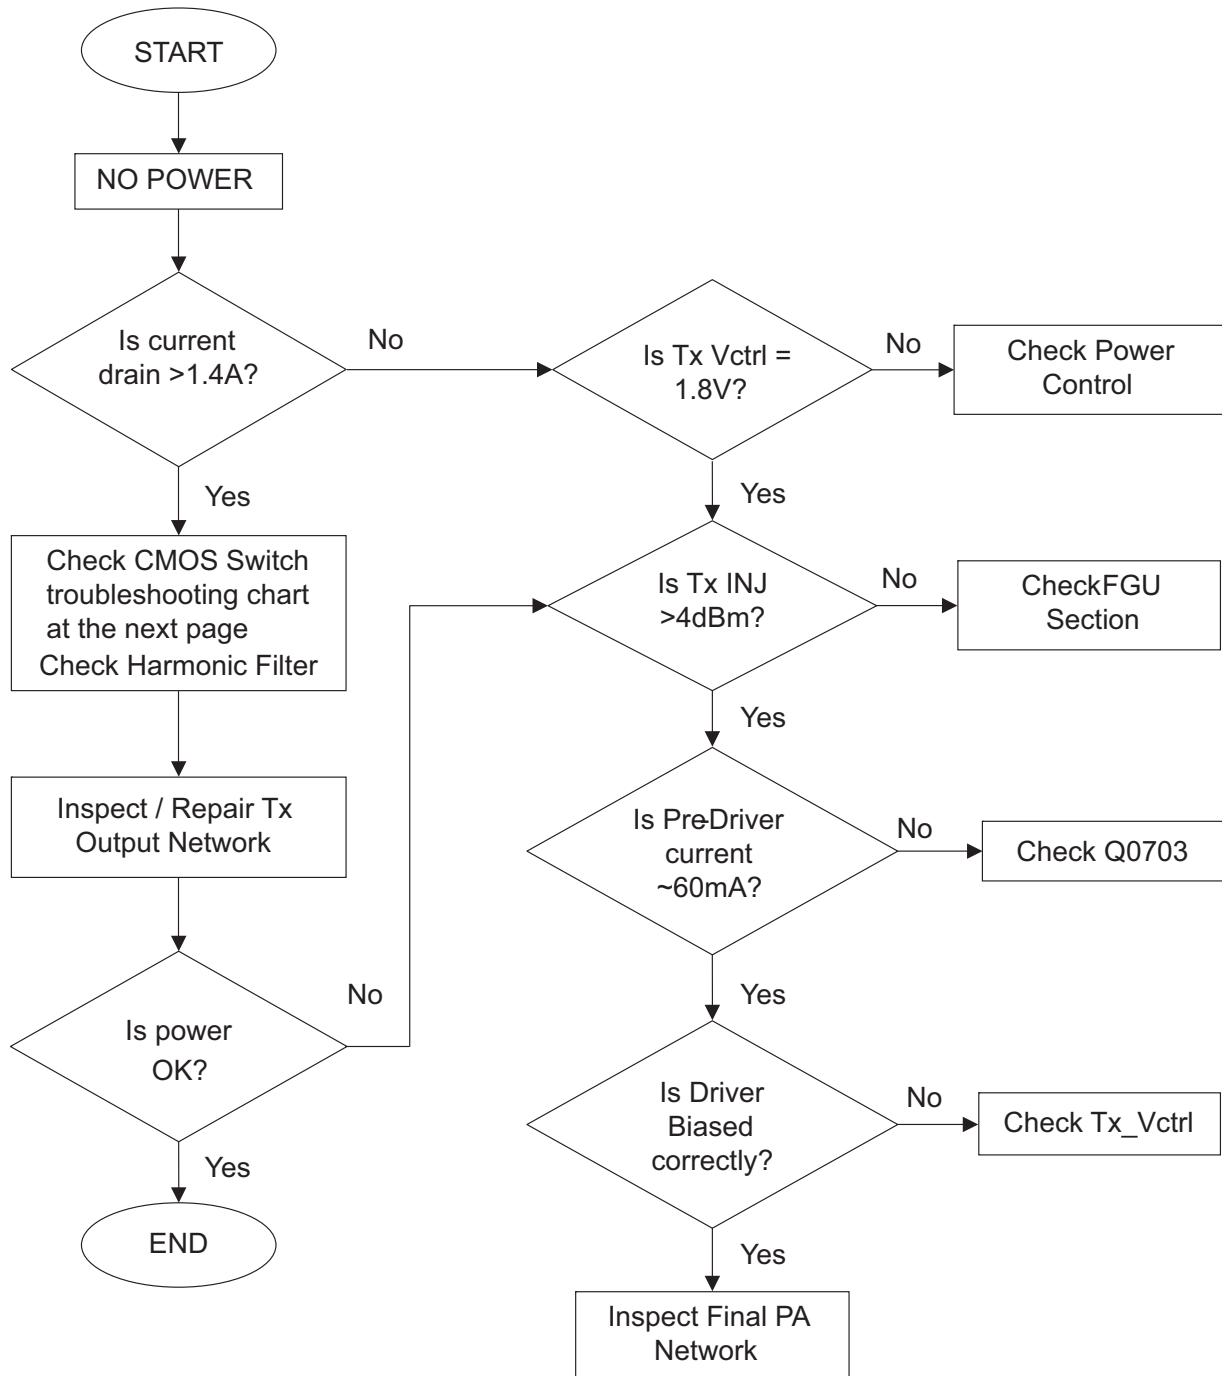 START
NO POWER
Is current
drain >1.4A?
No
Yes
Check CMOS Switch
troubleshooting chart
at the next page
Check Harmonic Filter
Inspect / Repair Tx
Output Network
Is power
OK?
No
Yes
END
Is Tx Vctrl =
1.8V?
No
Check Power
Control
Yes
Is Tx INJ
>4dBm?
No
CheckFGU
Section
Yes
Is Pre-Driver
current
~60mA?
No
Check Q0703
Yes
Is Driver
Biased
correctly?
No
Check Tx_Vctrl
Yes
Inspect Final PA
Network